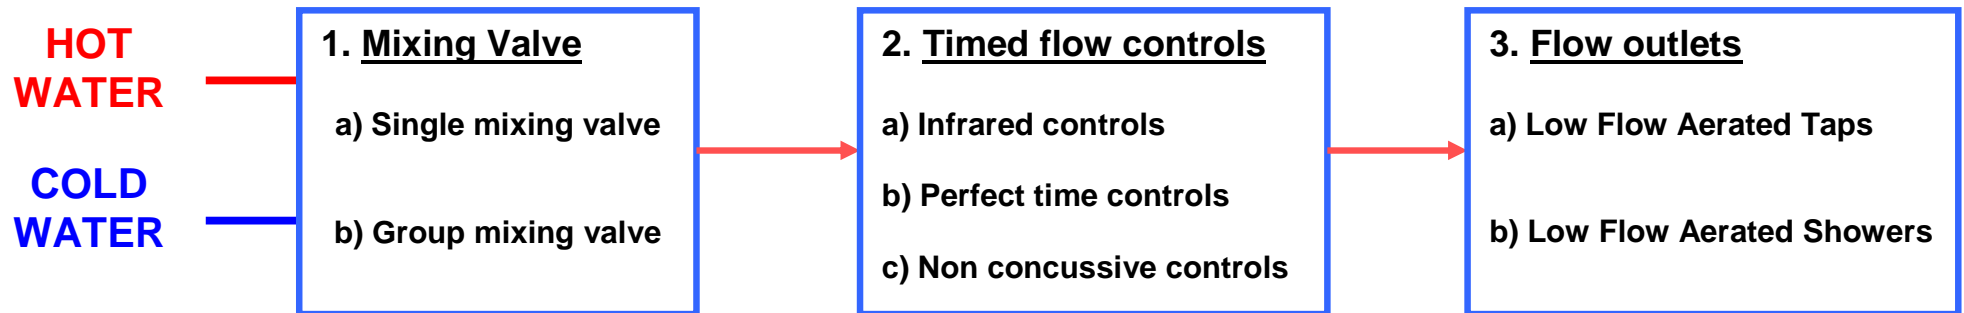 HOT
WATER
COLD
WATER
1. Mixing Valve
a) Single mixing valve
b) Group mixing valve
2. Timed flow controls
a) Infrared controls
b) Perfect time controls
c) Non concussive controls
3. Flow outlets
a) Low Flow Aerated Taps
b) Low Flow Aerated Showers